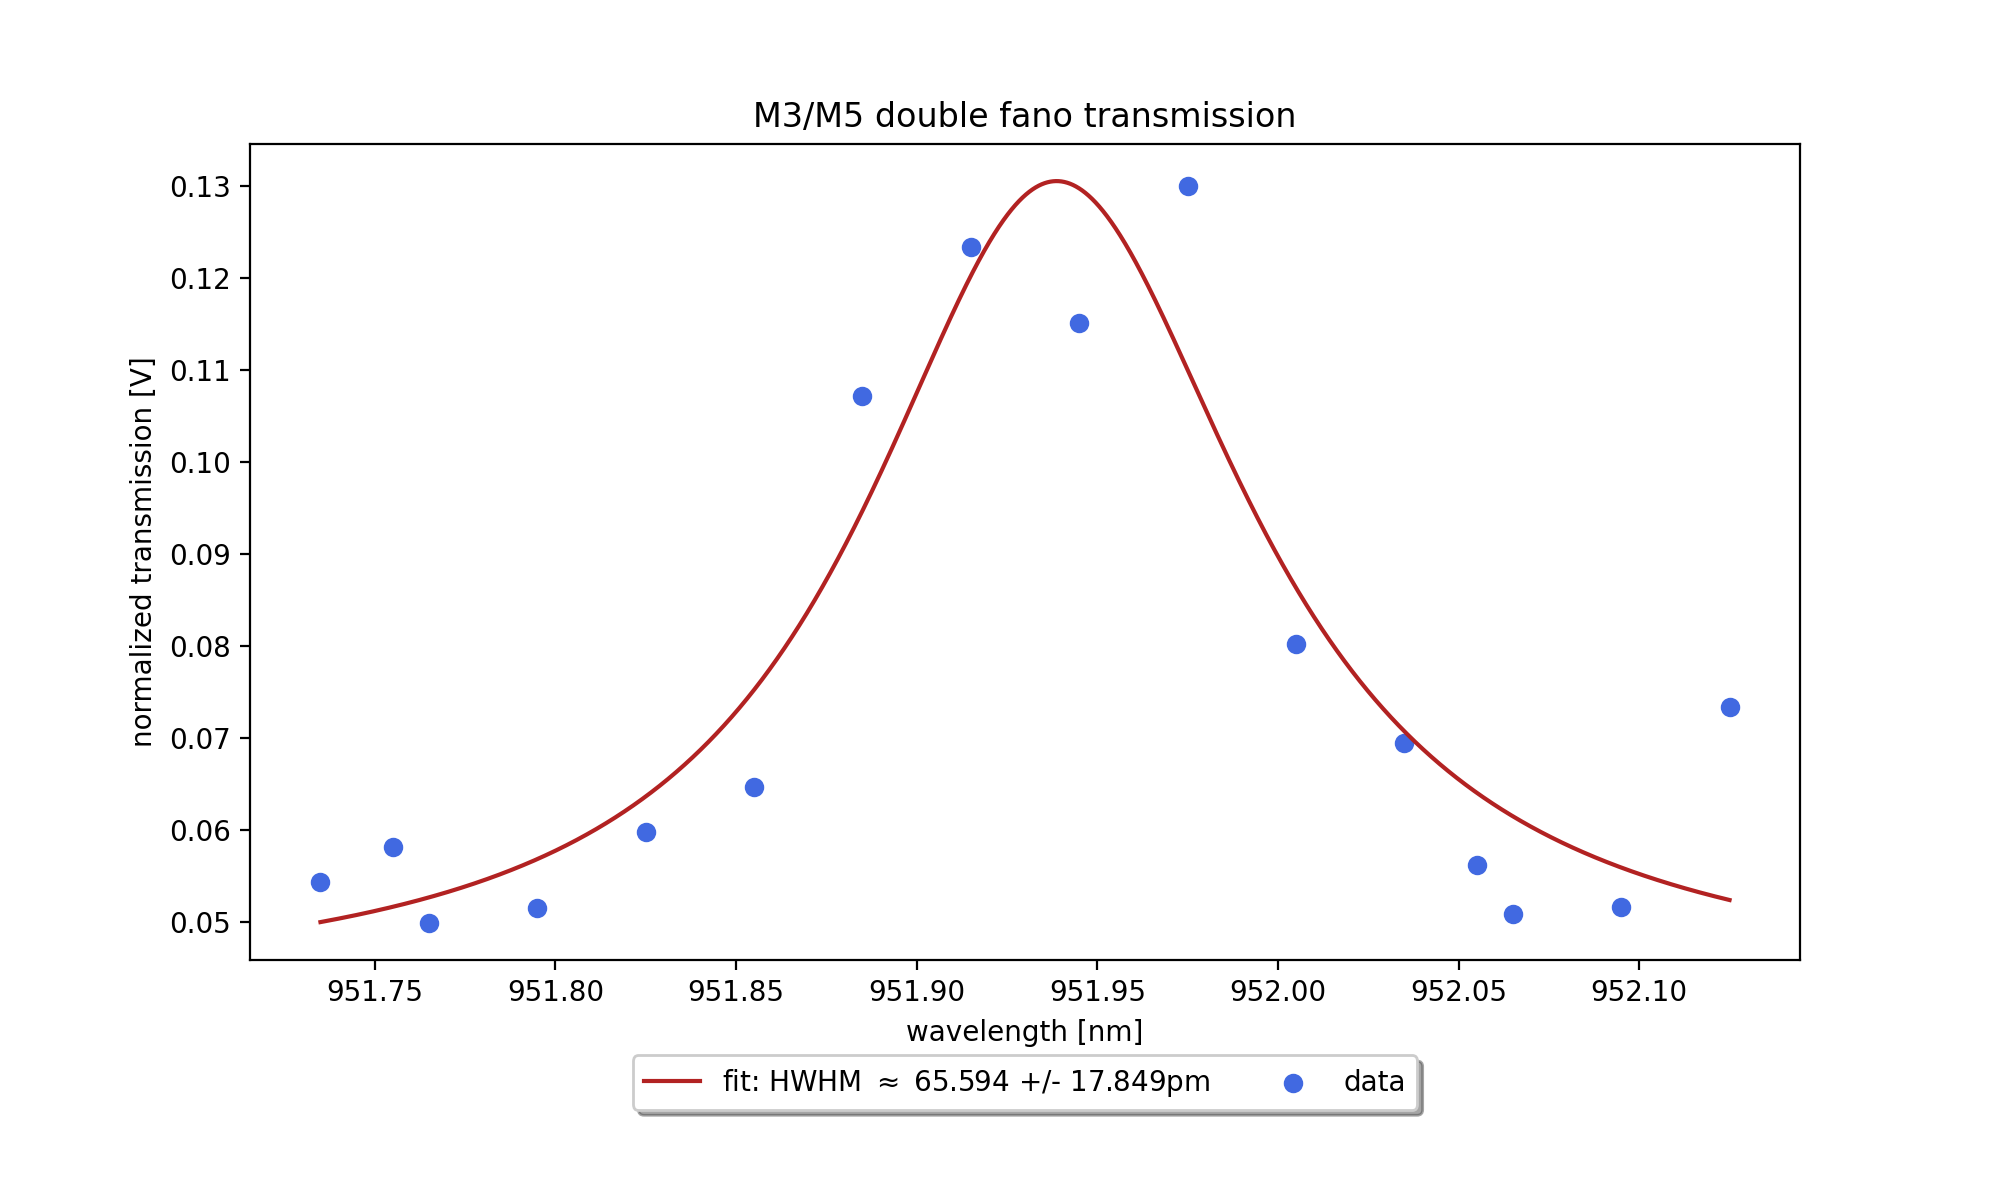 M3/M5 double fano transmission
0.13
0.12
0.11
0.10
0.09
0.08
0.07
0.06
0.05
normalized transmission [V]
951.75 951.80 951.85 951.90 951.95 952.00 952.05 952.10
wavelength [nm]
fit: HWHM ≈ 65.594 +/- 17.849pm data